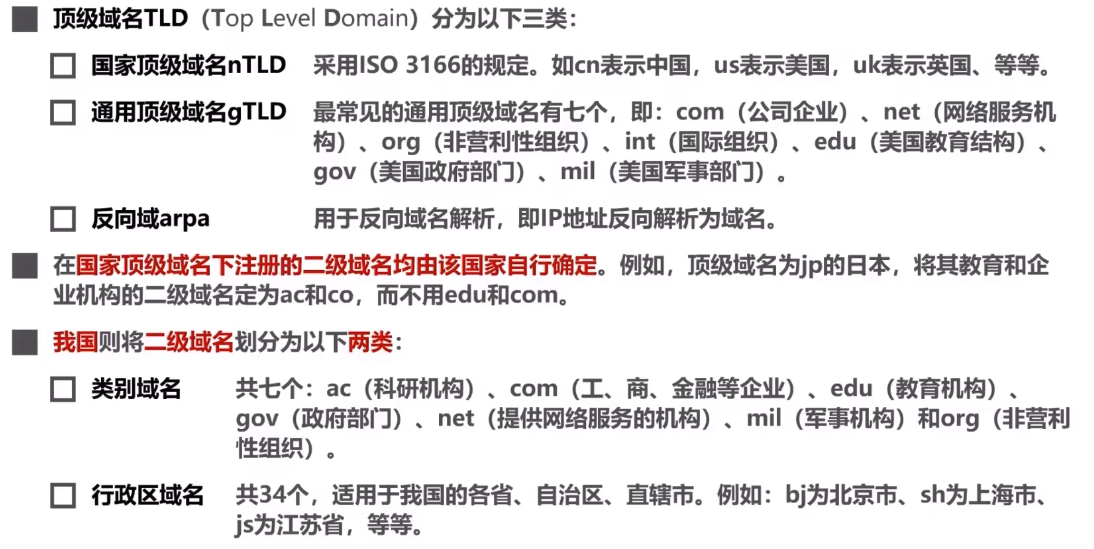 顶级域名TLD（Top Level Domain）分为以下三类：
国家顶级域名nTLD 采用ISO 3166的规定。如cn表示中国，us表示美国，uk表示英国、等等。
通用顶级域名gTLD 最常见的通用顶级域名有七个，即：com（公司企业）、net（网络服务机
构）、org（非营利性组织）、int（国际组织）、edu（美国教育结构）、
gov（美国政府部门）、mil（美国军事部门）。
反向域arpa 用于反向域名解析，即IP地址反向解析为域名。
在国家顶级域名下注册的二级域名均由该国家自行确定。例如，顶级域名为jp的日本，将其教育和企
业机构的二级域名定为ac和co，而不用edu和com。
我国则将二级域名划分为以下两类：
类别域名 共七个：ac（科研机构）、com（工、商、金融等企业）、edu（教育机构）、
gov（政府部门）、net（提供网络服务的机构）、mil（军事机构）和org（非营利
性组织）。
行政区域名 共34个，适用于我国的各省、自治区、直辖市。例如：bj为北京市、sh为上海市、
js为江苏省，等等。